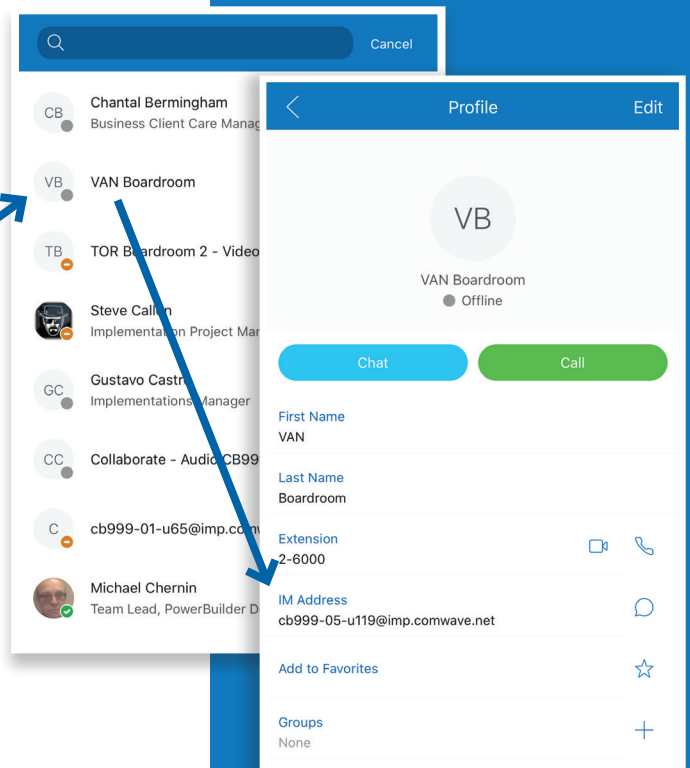 Cancel
CB
Chantal Bermingham
Business Client Care Manag
VB
VAN Boardroom
TB
TOR Boardroom 2 - Video
Steve Callen
Implementation Project Man
GC
Gustavo Castro
Implementations Manager
CC
Collaborate - Audio CB99
C
cb999-01-u65@imp.comw
Michael Chernin
Team Lead, PowerBuilder D
Profile
Edit
VB
VAN Boardroom
Offline
Chat
Call
First Name
VAN
Last Name
Boardroom
Extension
2-6000
IM Address
cb999-05-u119@imp.comwave.net
Add to Favorites
Groups
None